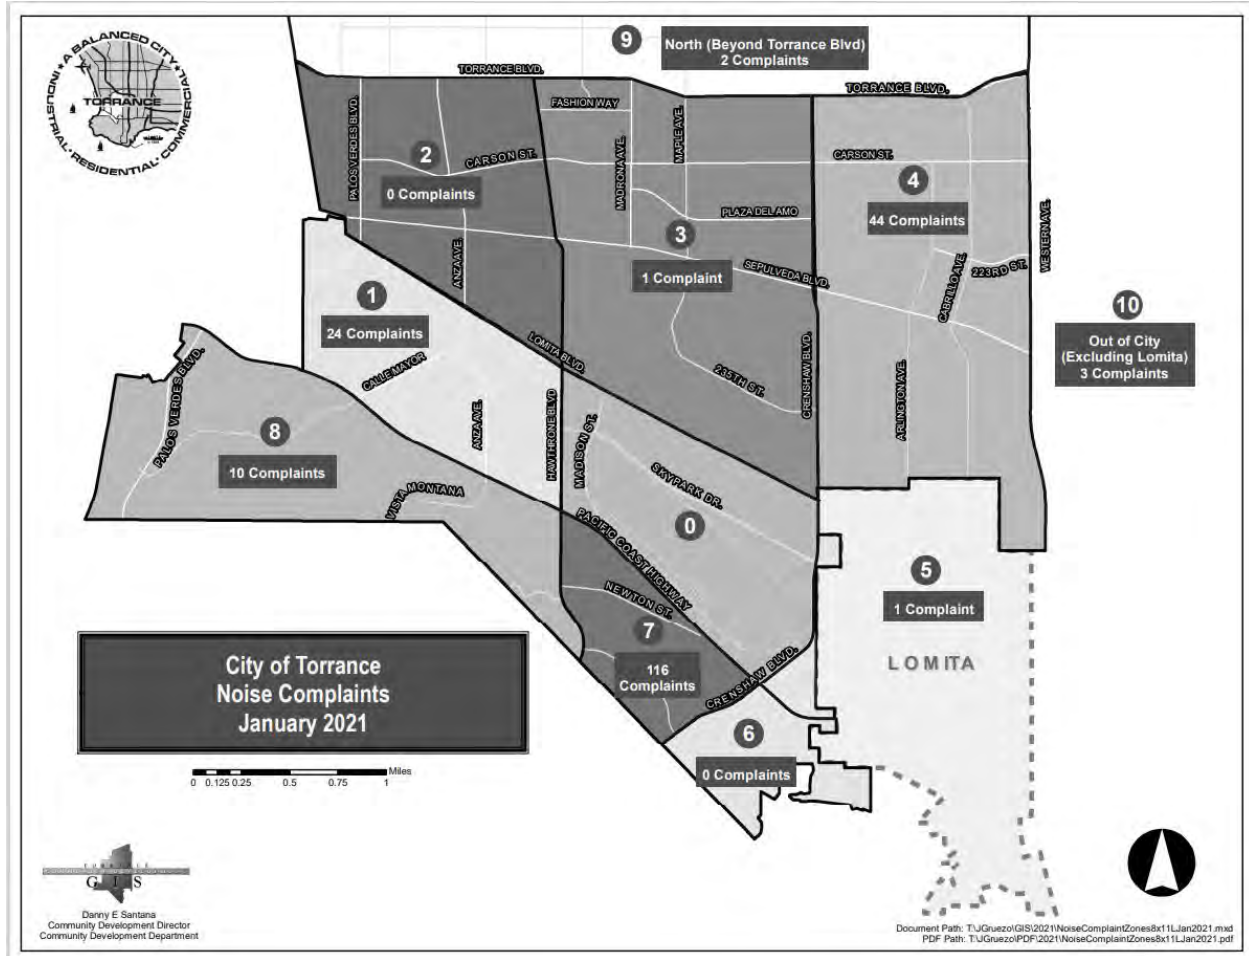 A BALANCED CITY
INDUSTRIAL • RESIDENTIAL • COMMERCIAL
TORRANCE
9
North (Beyond Torrance Blvd)
2 Complaints
TORRANCE BLVD.
TORRANCE BLVD.
FASHION WAY
PALOS VERDES BLVD.
MADRONA AVE.
MAPLE AVE.
2
CARSON ST.
CARSON ST.
0 Complaints
4
44 Complaints
PLAZA DEL AMO
3
1 Complaint
SEPULVEDA BLVD.
ANZA AVE.
WESTERN AVE.
223RD ST.
CABRILLO AVE.
1
24 Complaints
10
Out of City
(Excluding Lomita)
3 Complaints
LOMITA BLVD.
CALLE MAYOR
235TH ST.
CRENSHAW BLVD.
ARLINGTON AVE.
PALOS VERDES BLVD.
8
10 Complaints
ANZA AVE.
HAWTHRONE BLVD
MADISON ST.
SKYPARK DR.
VISTA MONTANA
0
PACIFIC COAST HIGHWAY
5
1 Complaint
NEWTON ST.
7
116
Complaints
LOMITA
CRENSHAW BLVD.
6
0 Complaints
City of Torrance
Noise Complaints
January 2021
Miles
0 0.125 0.25 0.5 0.75 1
G I S
Danny E Santana
Community Development Director
Community Development Department
Document Path: T:\JGruezo\GIS\2021\NoiseComplaintZones8x11LJan2021.mxd
PDF Path: T:\JGruezo\PDF\2021\NoiseComplaintZones8x11LJan2021.pdf